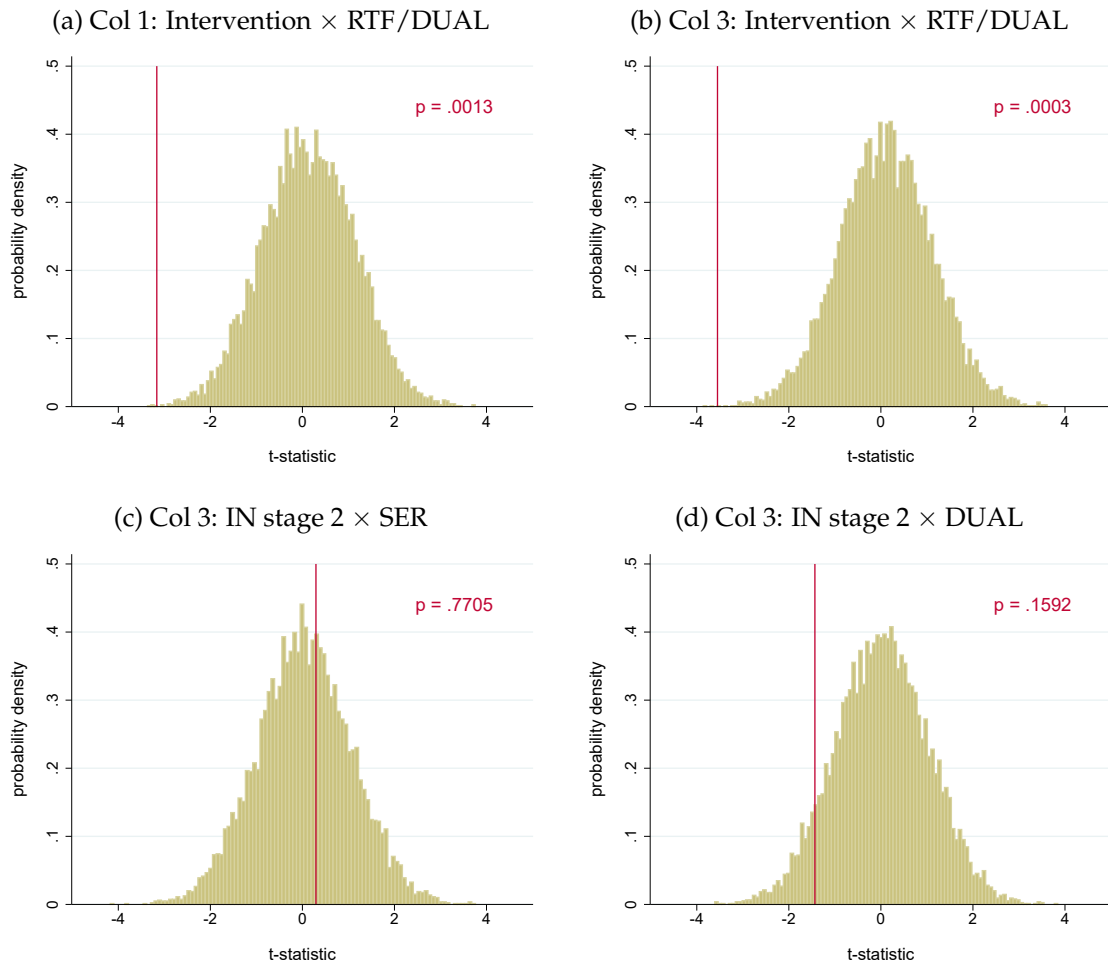 (a) Col 1: Intervention × RTF/DUAL
(b) Col 3: Intervention × RTF/DUAL
.5
.4
.3
.2
.1
0
probability density
p = .0013
-4 -2 0 2 4
t-statistic
.5
.4
.3
.2
.1
0
probability density
p = .0003
-4 -2 0 2 4
t-statistic
(c) Col 3: IN stage 2 × SER
(d) Col 3: IN stage 2 × DUAL
.5
.4
.3
.2
.1
0
probability density
p = .7705
-4 -2 0 2 4
t-statistic
.5
.4
.3
.2
.1
0
probability density
p = .1592
-4 -2 0 2 4
t-statistic